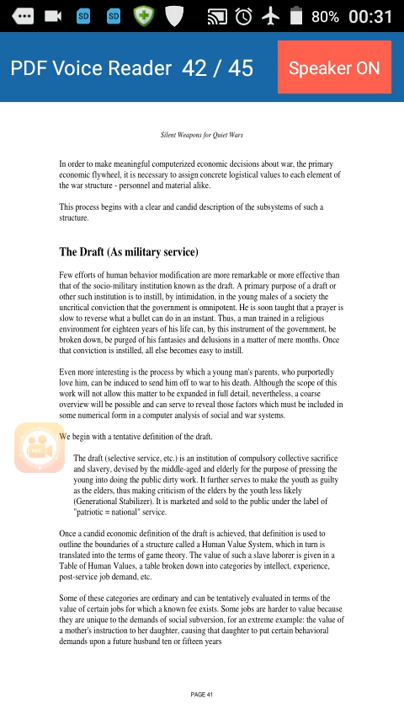 SD
SD
80%
00:31
PDF Voice Reader
42 / 45
Speaker ON
Silent Weapons for Quiet Wars
In order to make meaningful computerized economic decisions about war, the primary
economic flywheel, it is necessary to assign concrete logistical values to each element of
the war structure - personnel and material alike.
This process begins with a clear and candid description of the subsystems of such a
structure.
The Draft (As military service)
Few efforts of human behavior modification are more remarkable or more effective than
that of the socio-military institution known as the draft. A primary purpose of a draft or
other such institution is to instill, by intimidation, in the young males of a society the
uncritical conviction that the government is omnipotent. He is soon taught that a prayer is
slow to reverse what a bullet can do in an instant. Thus, a man trained in a religious
environment for eighteen years of his life can, by this instrument of the government, be
broken down, be purged of his fantasies and delusions in a matter of mere months. Once
that conviction is instilled, all else becomes easy to instill.
Even more interesting is the process by which a young man's parents, who purportedly
love him, can be induced to send him off to war to his death. Although the scope of this
work will not allow this matter to be expanded in full detail, nevertheless, a coarse
overview will be possible and can serve to reveal those factors which must be included in
some numerical form in a computer analysis of social and war systems.
We begin with a tentative definition of the draft.
The draft (selective service, etc.) is an institution of compulsory collective sacrifice
and slavery, devised by the middle-aged and elderly for the purpose of pressing the
young into doing the public dirty work. It further serves to make the youth as guilty
as the elders, thus making criticism of the elders by the youth less likely
(Generational Stabilizer). It is marketed and sold to the public under the label of
"patriotic = national" service.
Once a candid economic definition of the draft is achieved, that definition is used to
outline the boundaries of a structure called a Human Value System, which in turn is
translated into the terms of game theory. The value of such a slave laborer is given in a
Table of Human Values, a table broken down into categories by intellect, experience,
post-service job demand, etc.
Some of these categories are ordinary and can be tentatively evaluated in terms of the
value of certain jobs for which a known fee exists. Some jobs are harder to value because
they are unique to the demands of social subversion, for an extreme example: the value of
a mother's instruction to her daughter, causing that daughter to put certain behavioral
demands upon a future husband ten or fifteen years
PAGE 41